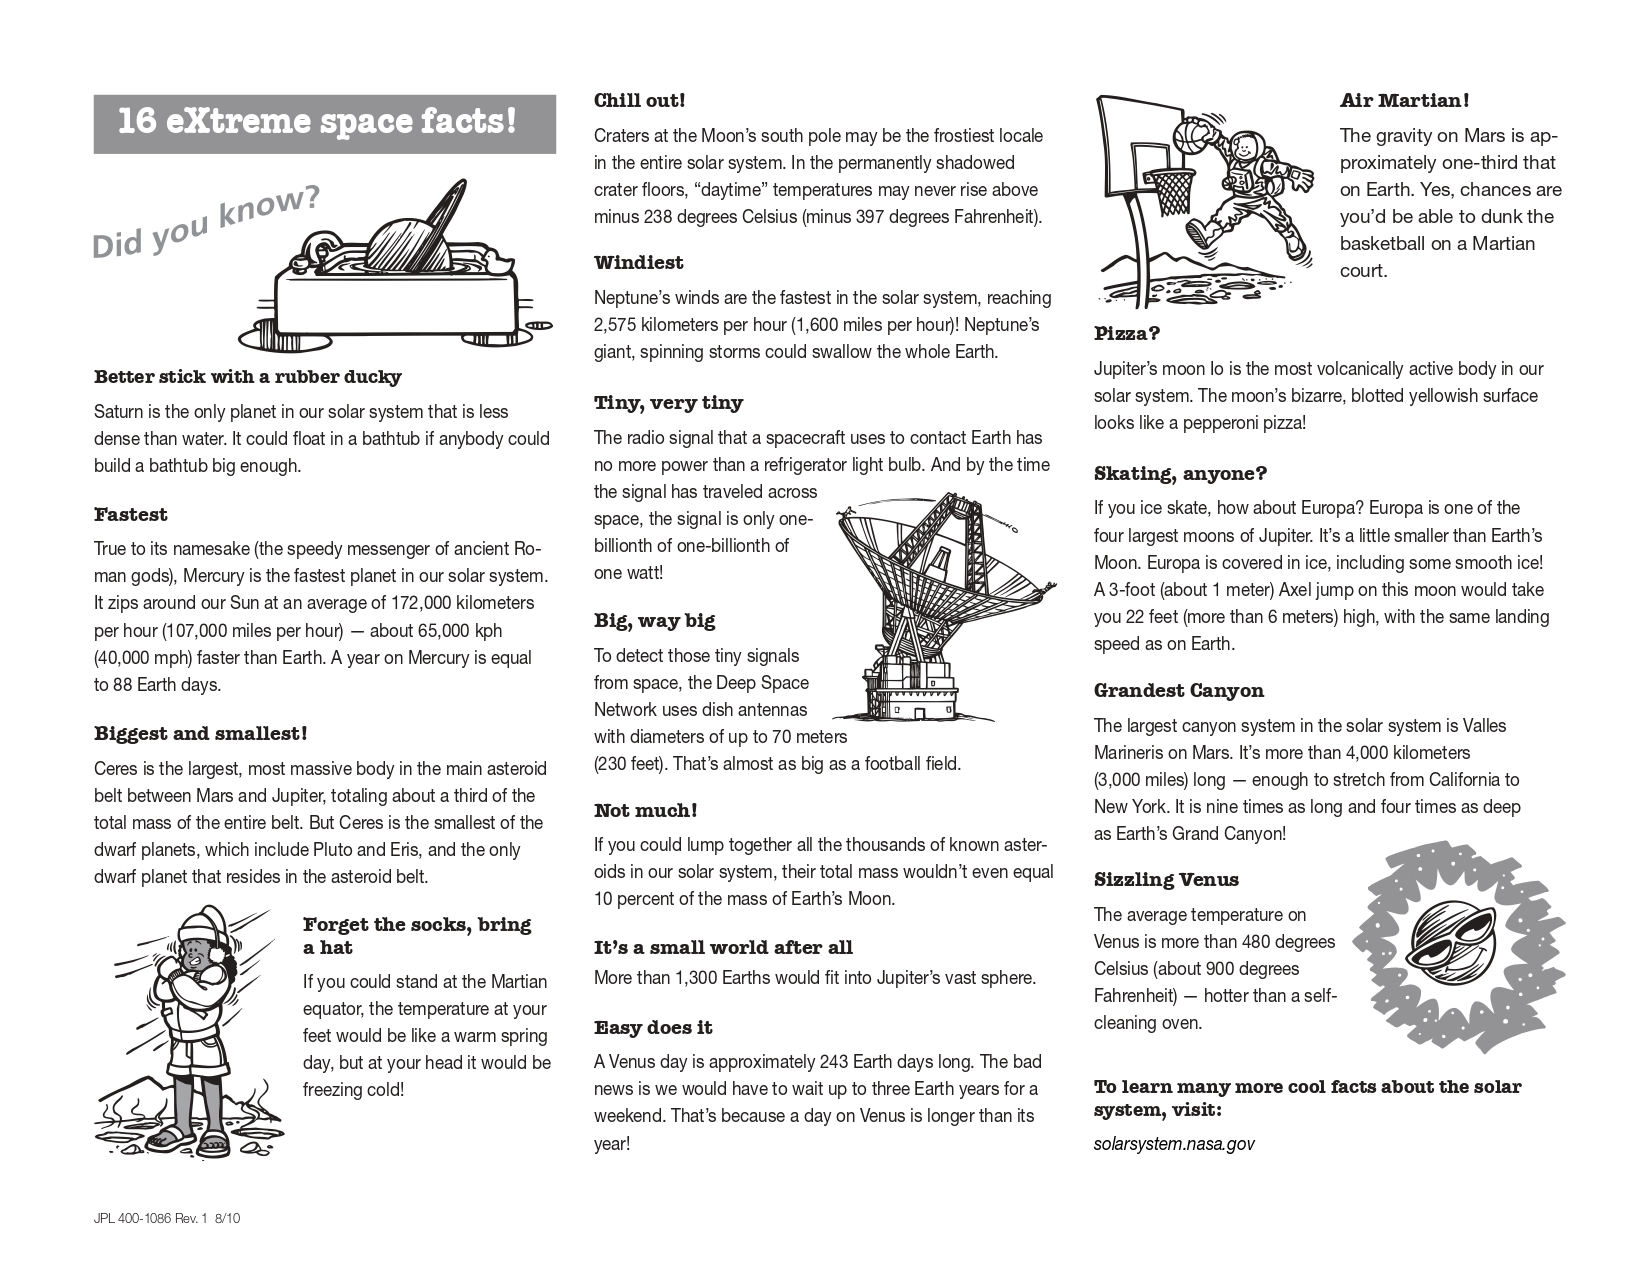 16 eXtreme space facts!
Did you know?
Better stick with a rubber ducky
Saturn is the only planet in our solar system that is less
dense than water. It could float in a bathtub if anybody could
build a bathtub big enough.
Fastest
True to its namesake (the speedy messenger of ancient Ro-
man gods), Mercury is the fastest planet in our solar system.
It zips around our Sun at an average of 172,000 kilometers
per hour (107,000 miles per hour) — about 65,000 kph
(40,000 mph) faster than Earth. A year on Mercury is equal
to 88 Earth days.
Biggest and smallest!
Ceres is the largest, most massive body in the main asteroid
belt between Mars and Jupiter, totaling about a third of the
total mass of the entire belt. But Ceres is the smallest of the
dwarf planets, which include Pluto and Eris, and the only
dwarf planet that resides in the asteroid belt.
Forget the socks, bring
a hat
If you could stand at the Martian
equator, the temperature at your
feet would be like a warm spring
day, but at your head it would be
freezing cold!
JPL 400-1086 Rev. 1 8/10
Chill out!
Craters at the Moon's south pole may be the frostiest locale
in the entire solar system. In the permanently shadowed
crater floors, “daytime” temperatures may never rise above
minus 238 degrees Celsius (minus 397 degrees Fahrenheit).
Windiest
Neptune's winds are the fastest in the solar system, reaching
2,575 kilometers per hour (1,600 miles per hour)! Neptune's
giant, spinning storms could swallow the whole Earth.
Tiny, very tiny
The radio signal that a spacecraft uses to contact Earth has
no more power than a refrigerator light bulb. And by the time
the signal has traveled across
space, the signal is only one-
billionth of one-billionth of
one watt!
Big, way big
To detect those tiny signals
from space, the Deep Space
Network uses dish antennas
with diameters of up to 70 meters
(230 feet). That's almost as big as a football field.
Not much!
If you could lump together all the thousands of known aster-
oids in our solar system, their total mass wouldn't even equal
10 percent of the mass of Earth's Moon.
It's a small world after all
More than 1,300 Earths would fit into Jupiter's vast sphere.
Easy does it
A Venus day is approximately 243 Earth days long. The bad
news is we would have to wait up to three Earth years for a
weekend. That's because a day on Venus is longer than its
year!
Air Martian!
The gravity on Mars is ap-
proximately one-third that
on Earth. Yes, chances are
you'd be able to dunk the
basketball on a Martian
court.
Pizza?
Jupiter's moon Io is the most volcanically active body in our
solar system. The moon's bizarre, blotted yellowish surface
looks like a pepperoni pizza!
Skating, anyone?
If you ice skate, how about Europa? Europa is one of the
four largest moons of Jupiter. It's a little smaller than Earth's
Moon. Europa is covered in ice, including some smooth ice!
A 3-foot (about 1 meter) Axel jump on this moon would take
you 22 feet (more than 6 meters) high, with the same landing
speed as on Earth.
Grandest Canyon
The largest canyon system in the solar system is Valles
Marineris on Mars. It's more than 4,000 kilometers
(3,000 miles) long — enough to stretch from California to
New York. It is nine times as long and four times as deep
as Earth's Grand Canyon!
Sizzling Venus
The average temperature on
Venus is more than 480 degrees
Celsius (about 900 degrees
Fahrenheit) — hotter than a self-
cleaning oven.
To learn many more cool facts about the solar
system, visit:
solarsystem.nasa.gov